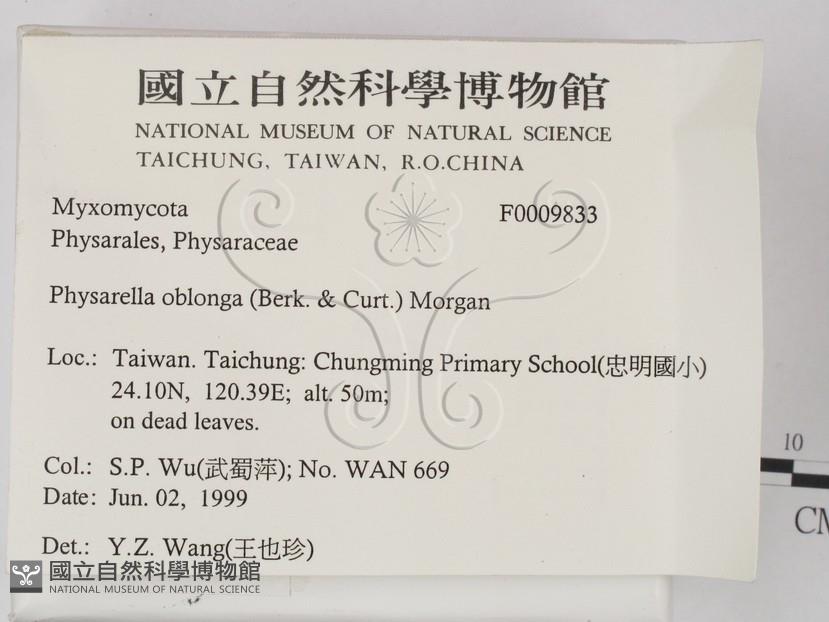 國立自然科學博物館
NATIONAL MUSEUM OF NATURAL SCIENCE
TAICHUNG, TAIWAN, R.O.CHINA
Myxomycota F0009833
Physarales, Physaraceae
Physarella oblonga (Berk. & Curt.) Morgan
Loc.: Taiwan. Taichung: Chungming Primary School(忠明國小)
24.10N, 120.39E; alt. 50m;
on dead leaves.
Col.: S.P. Wu(武蜀萍); No. WAN 669
Date: Jun. 02, 1999
Det.: Y.Z. Wang(王也珍)
國立自然科學博物館
NATIONAL MUSEUM OF NATURAL SCIENCE
10
CM